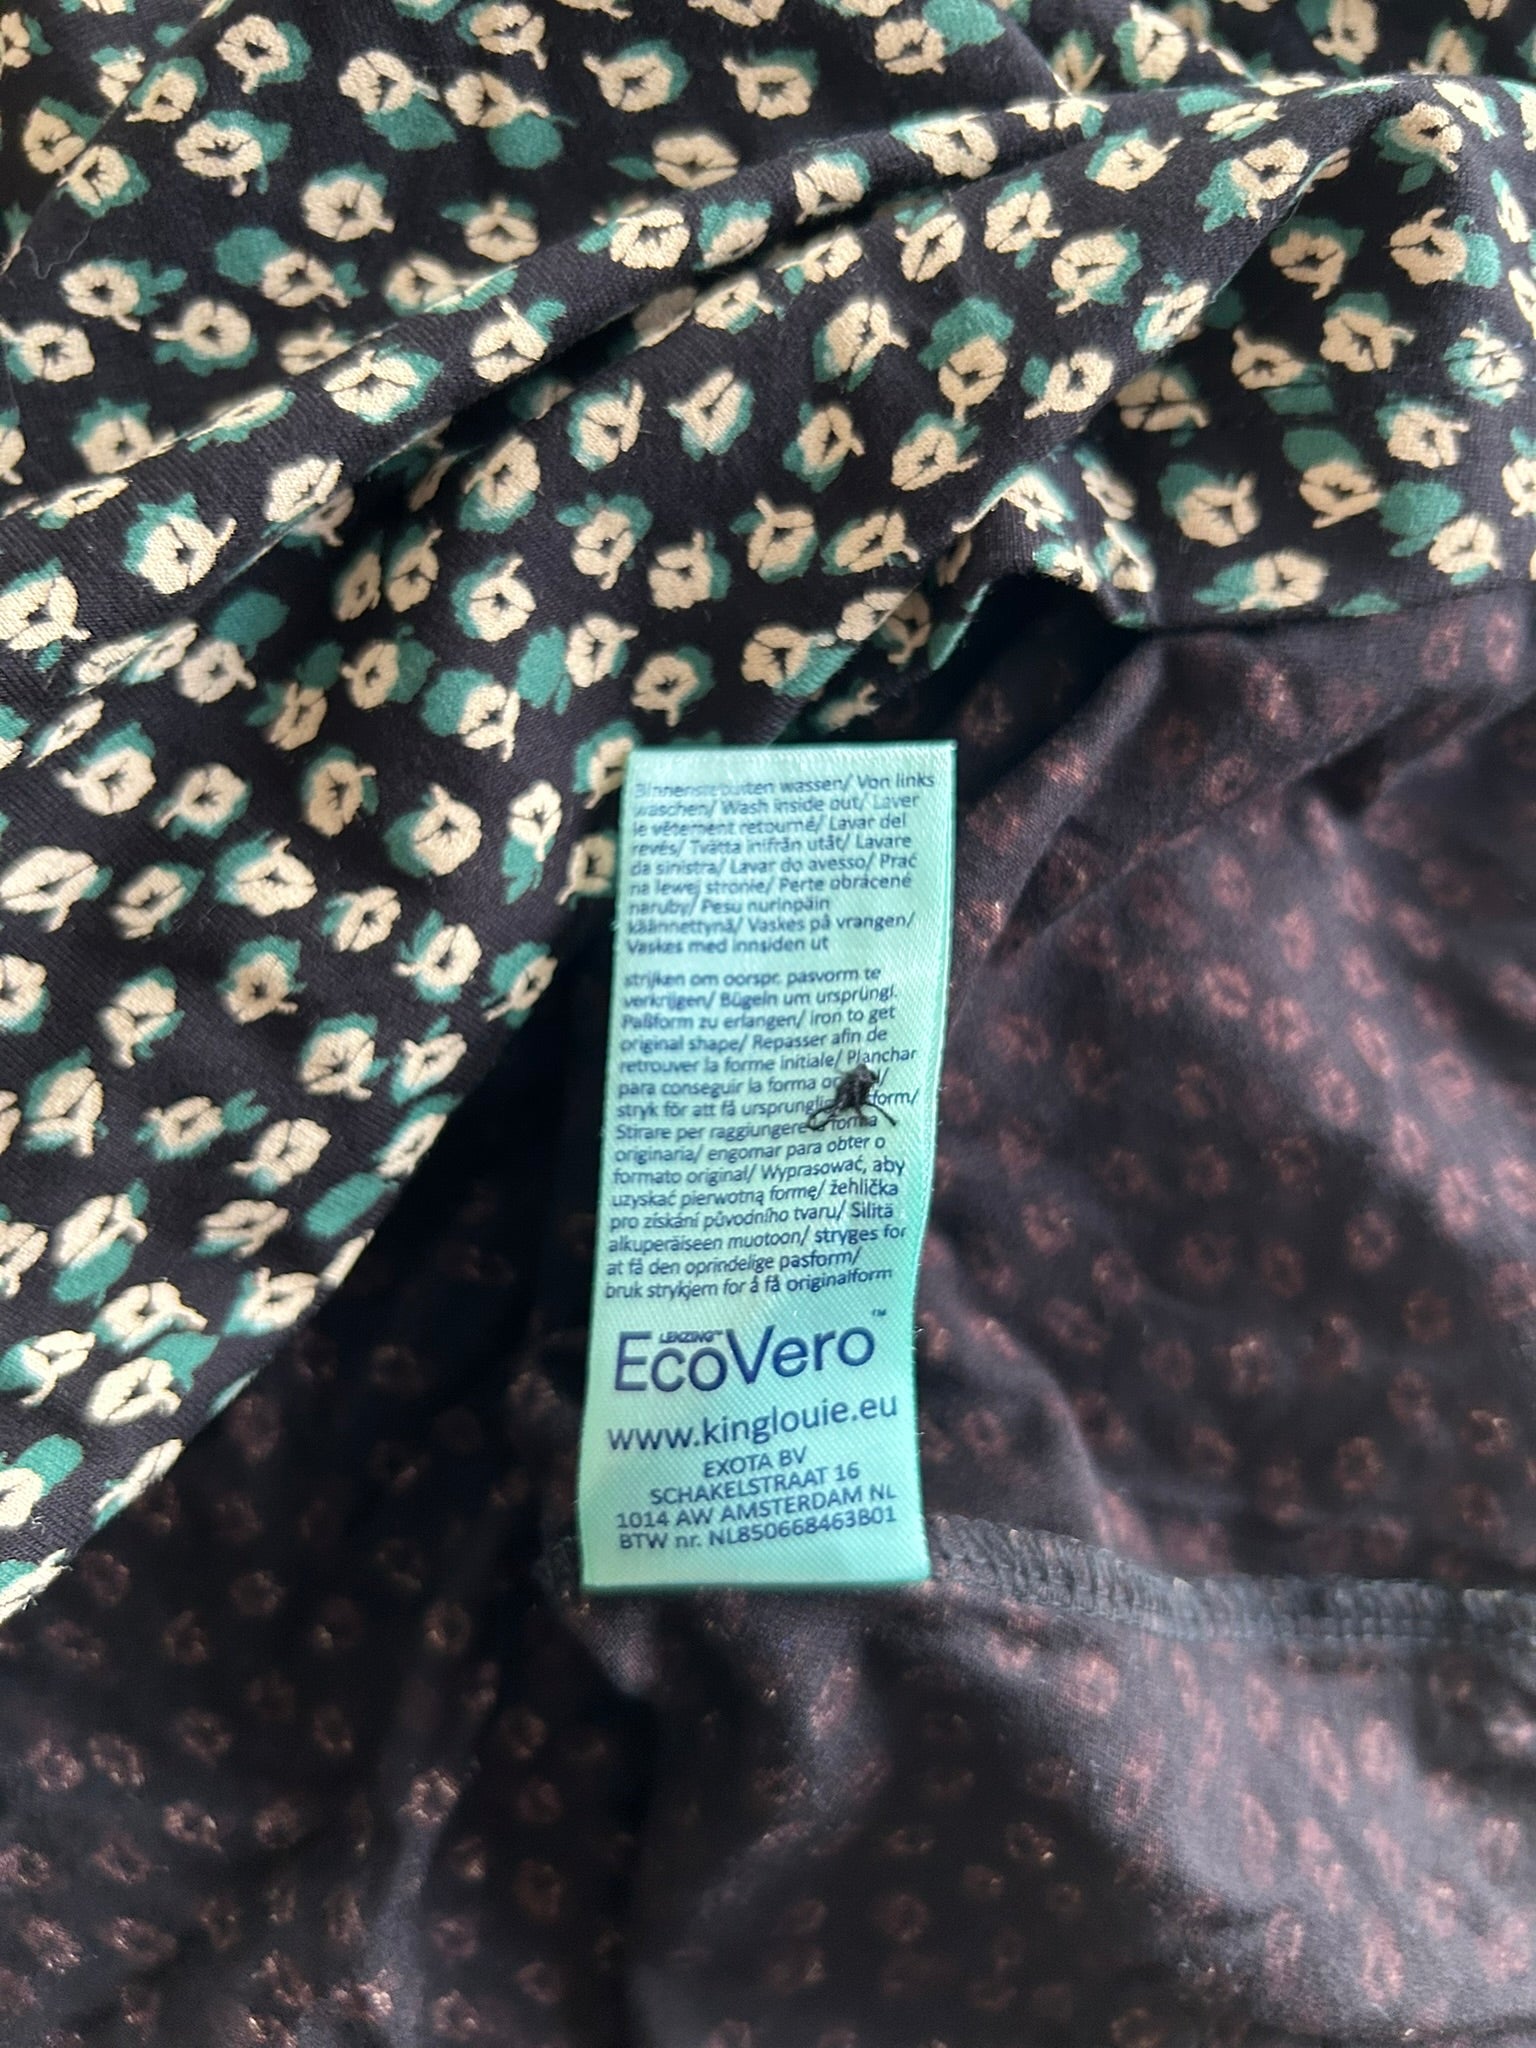 Binnenstebuiten wassen/ Von links
waschen/ Wash inside out/ Laver
le vêtement retourné/ Lavar del
revés/ Tvätta inifrån utåt/ Lavare
da sinistra/ Lavar do avesso/ Prać
na lewej stronie/ Perte obrácené
naruby/ Pesu nurinpäin
käännettynä/ Vaskes på vrangen/
Vaskes med innsiden ut
strijken om oorspr. pasvorm te
verkrijgen/ Bügeln um ursprüngl.
Paßform zu erlangen/ iron to get
original shape/ Repasser afin de
retrouver la forme initiale/ Planchar
para conseguir la forma
stryk för att få
Stirare per raggiungere forma
originaria/ engomar para obter o
formato original/ Wyprasować, aby
uzyskać pierwotną formę/ žehlička
pro získání původního tvaru/ Silitä
alkuperäiseen muotoon/ stryges for
at få den oprindelige pasform/
bruk strykjern for å få originalform
LENZING™
EcoVero™
www.kinglouie.eu
EXOTA BV
SCHAKELSTRAAT 16
1014 AW AMSTERDAM NL
BTW nr. NL850668463B01